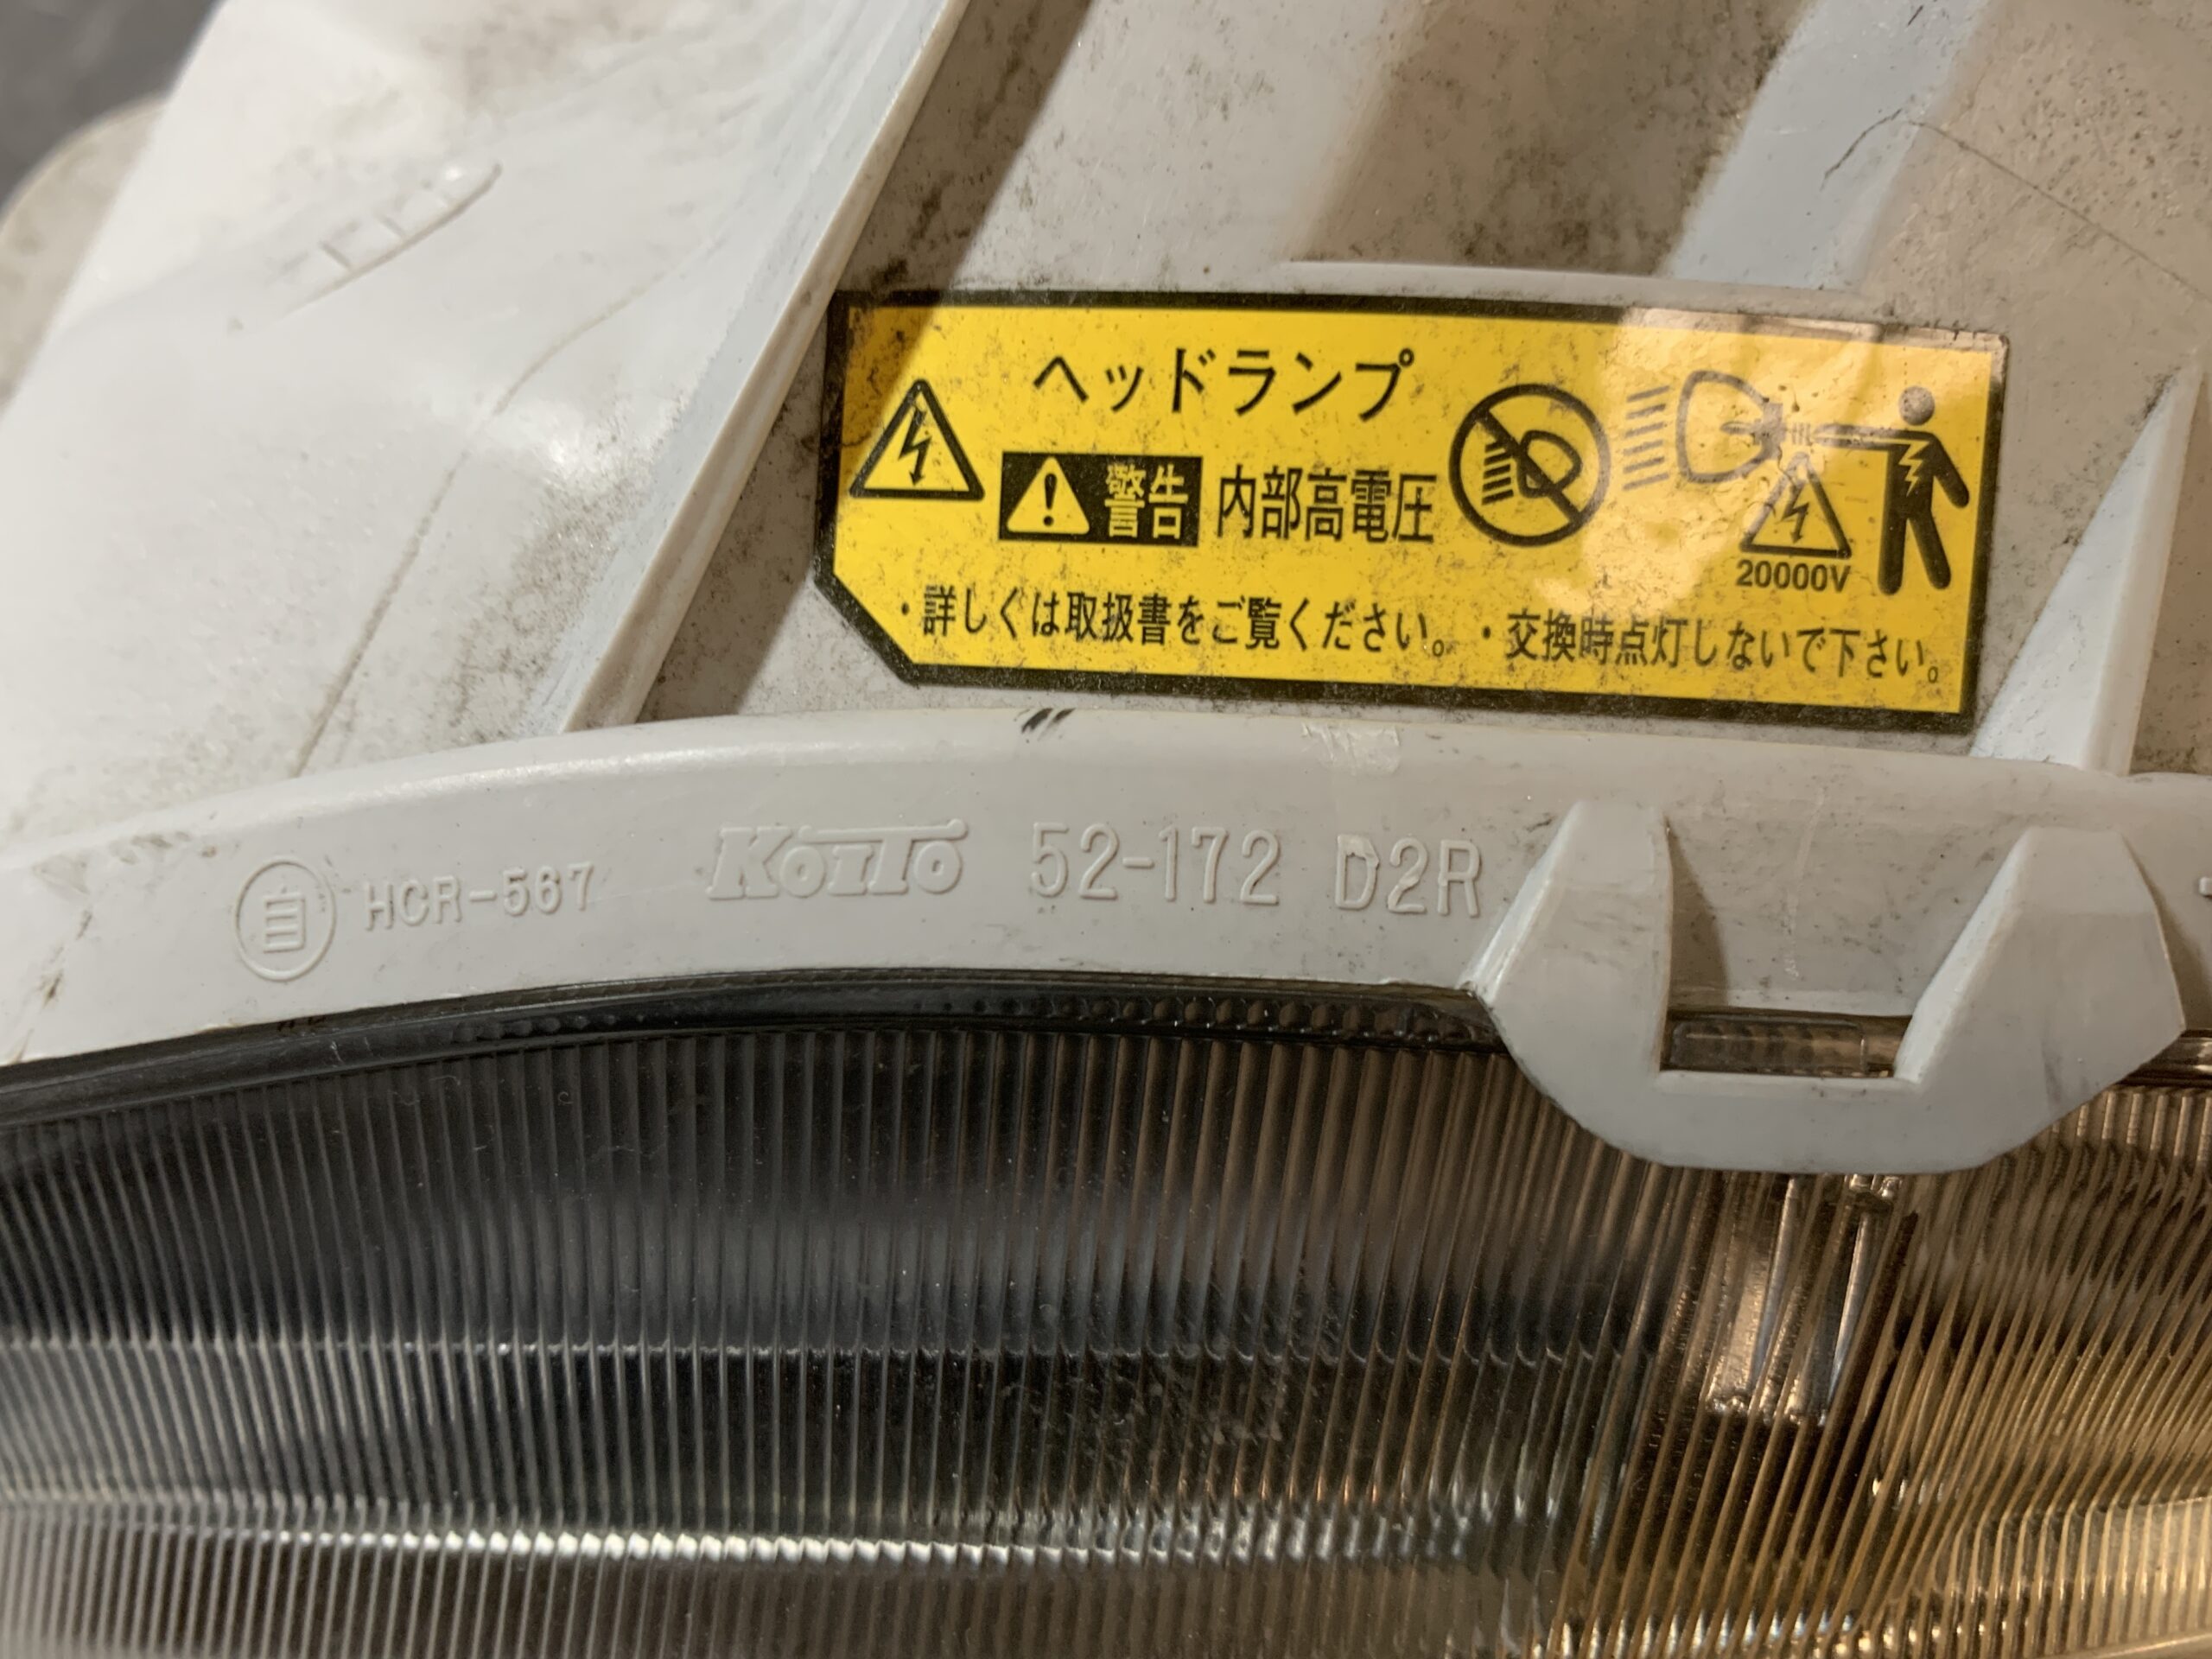 ヘッドランプ
警告 内部高電圧
20000V
・詳しくは取扱書をご覧ください。 ・交換時点灯しないで下さい。
自 HCR-567 KOITO 52-172 D2R